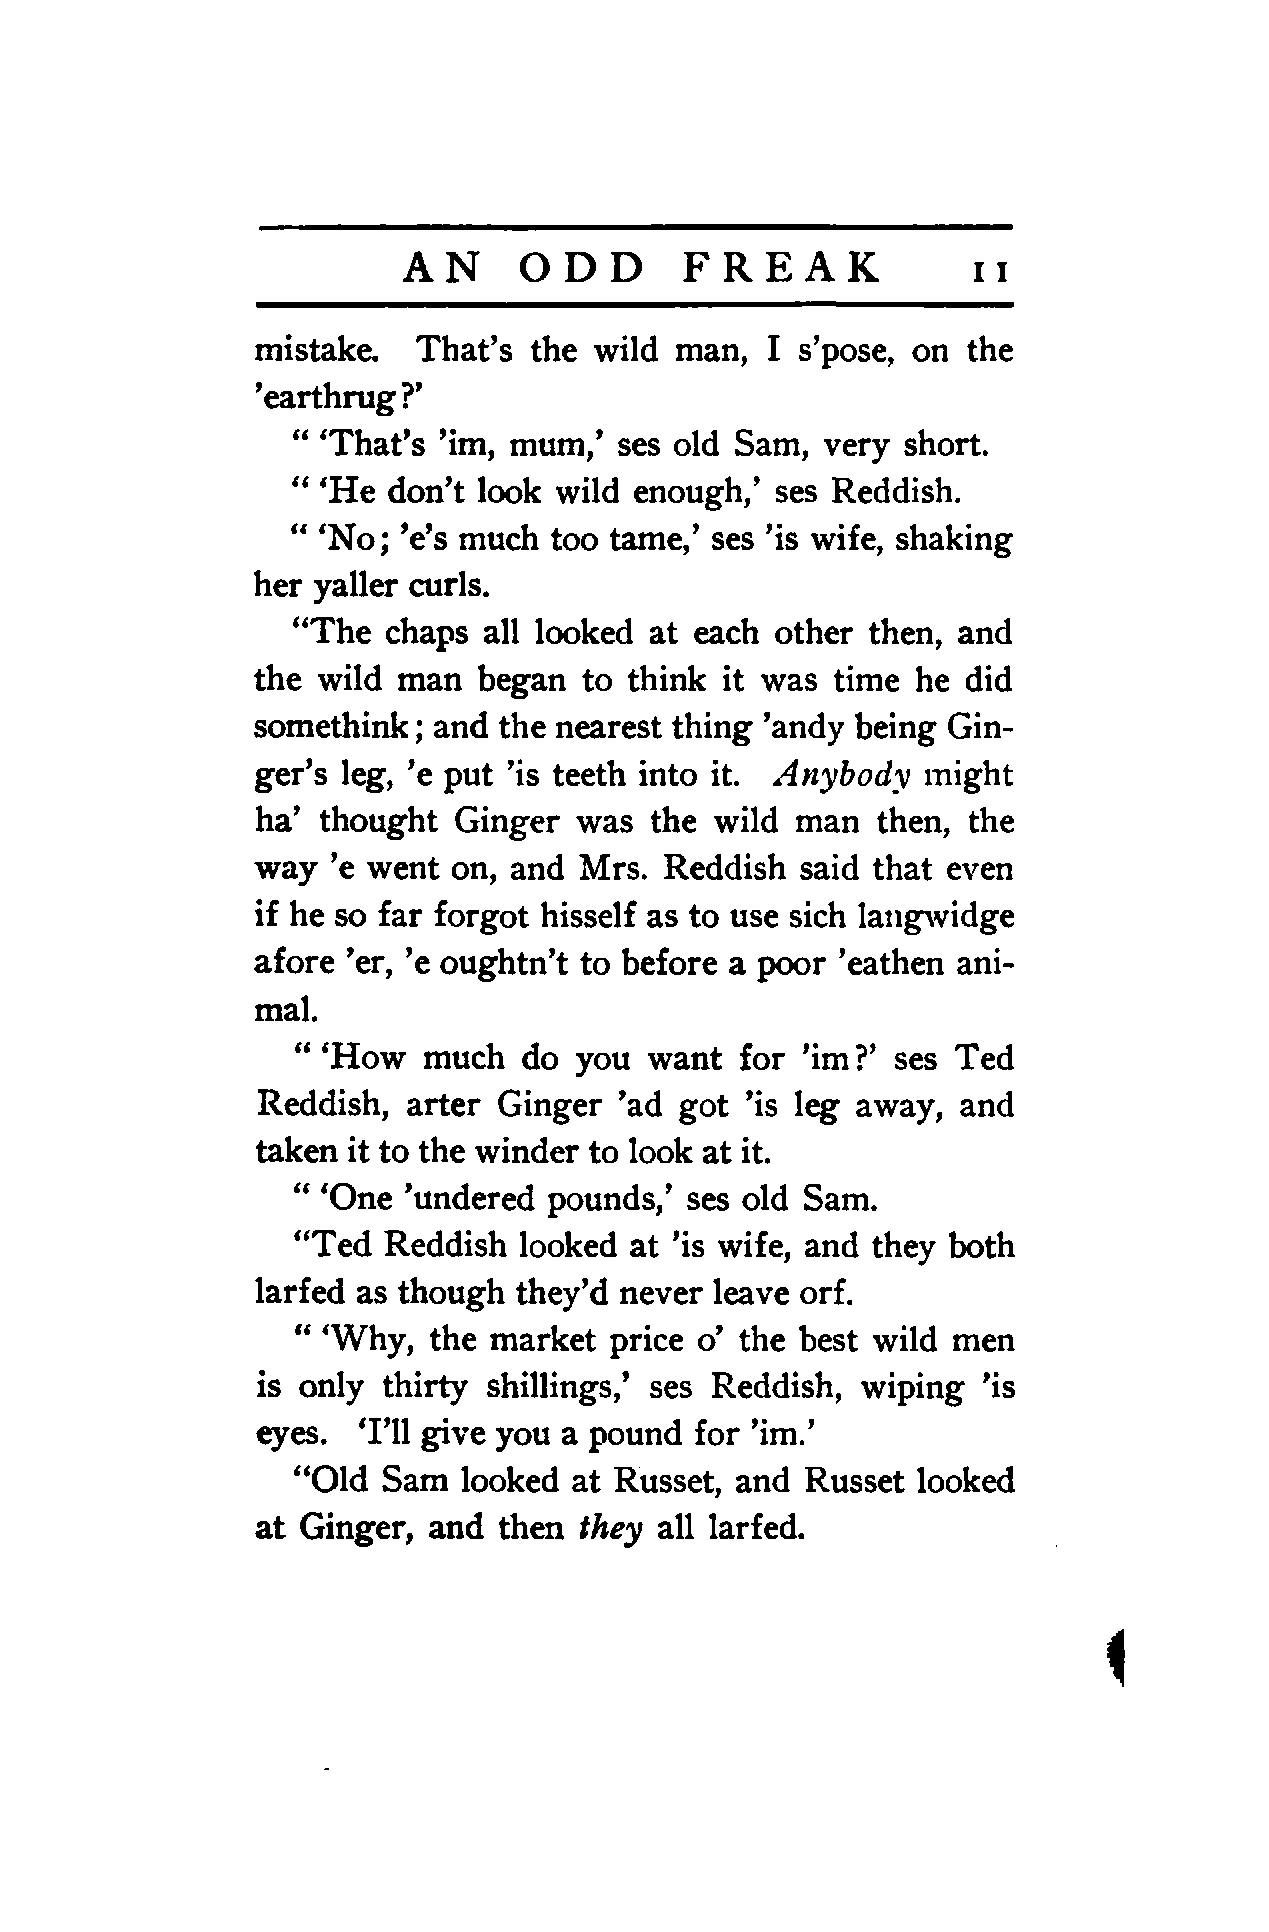 AN ODD FREAK 11
mistake. That's the wild man, I s'pose, on the
'earthrug?'
" 'That's 'im, mum,' ses old Sam, very short.
" 'He don't look wild enough,' ses Reddish.
" 'No; 'e's much too tame,' ses 'is wife, shaking
her yaller curls.
"The chaps all looked at each other then, and
the wild man began to think it was time he did
somethink; and the nearest thing 'andy being Gin-
ger's leg, 'e put 'is teeth into it. Anybody might
ha' thought Ginger was the wild man then, the
way 'e went on, and Mrs. Reddish said that even
if he so far forgot hisself as to use sich langwidge
afore 'er, 'e oughtn't to before a poor 'eathen ani-
mal.
" 'How much do you want for 'im?' ses Ted
Reddish, arter Ginger 'ad got 'is leg away, and
taken it to the winder to look at it.
" 'One 'undered pounds,' ses old Sam.
"Ted Reddish looked at 'is wife, and they both
larfed as though they'd never leave orf.
" 'Why, the market price o' the best wild men
is only thirty shillings,' ses Reddish, wiping 'is
eyes. 'I'll give you a pound for 'im.'
"Old Sam looked at Russet, and Russet looked
at Ginger, and then they all larfed.